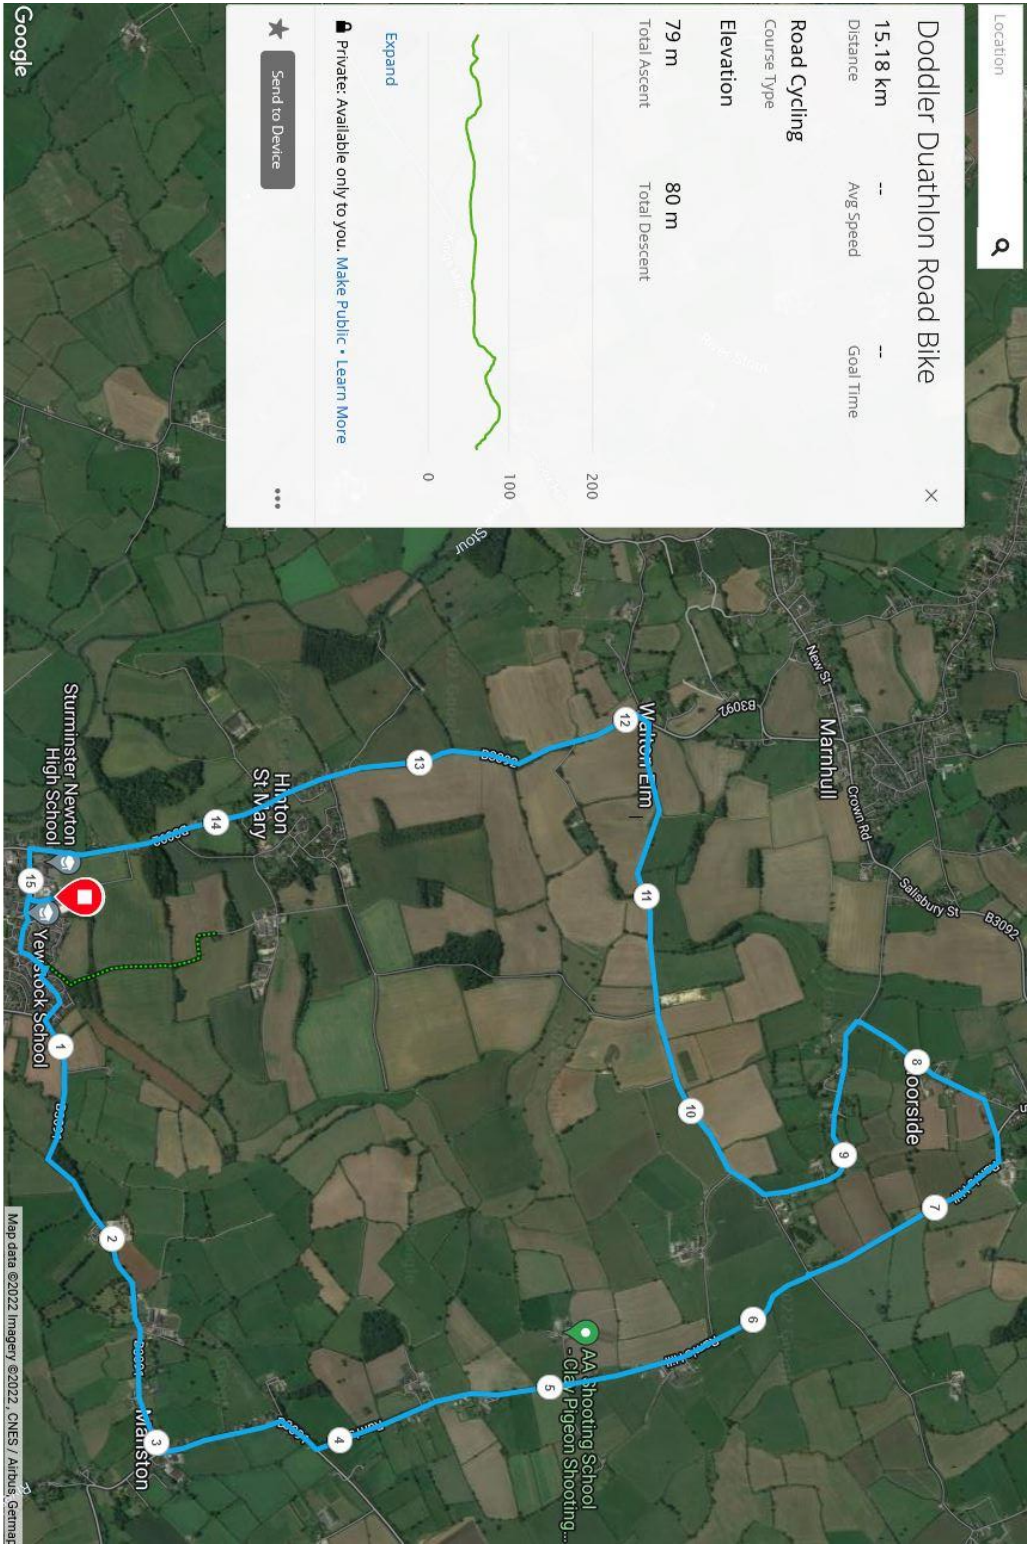 Location
Doddler Duathlon Road Bike
15.18 km
--
--
Distance
Avg Speed
Goal Time
Road Cycling
Course Type
Elevation
79 m
80 m
Total Ascent
Total Descent
200
100
0
Expand
Private: Available only to you. Make Public • Learn More
Send to Device
Google
Stour
New St
B3092
Marnhull
Crown Rd
Salisbury St
B3092
Walton Elm
8
oorside
7
9
6
10
11
12
B3092
13
5
AA Shooting School
- Clay Pigeon Shooting...
Hinton
St Mary
14
4
Manston
3
2
1
15
Sturminster Newton
High School
Yewstock School
Map data ©2022 Imagery ©2022, CNES / Airbus, Getmap